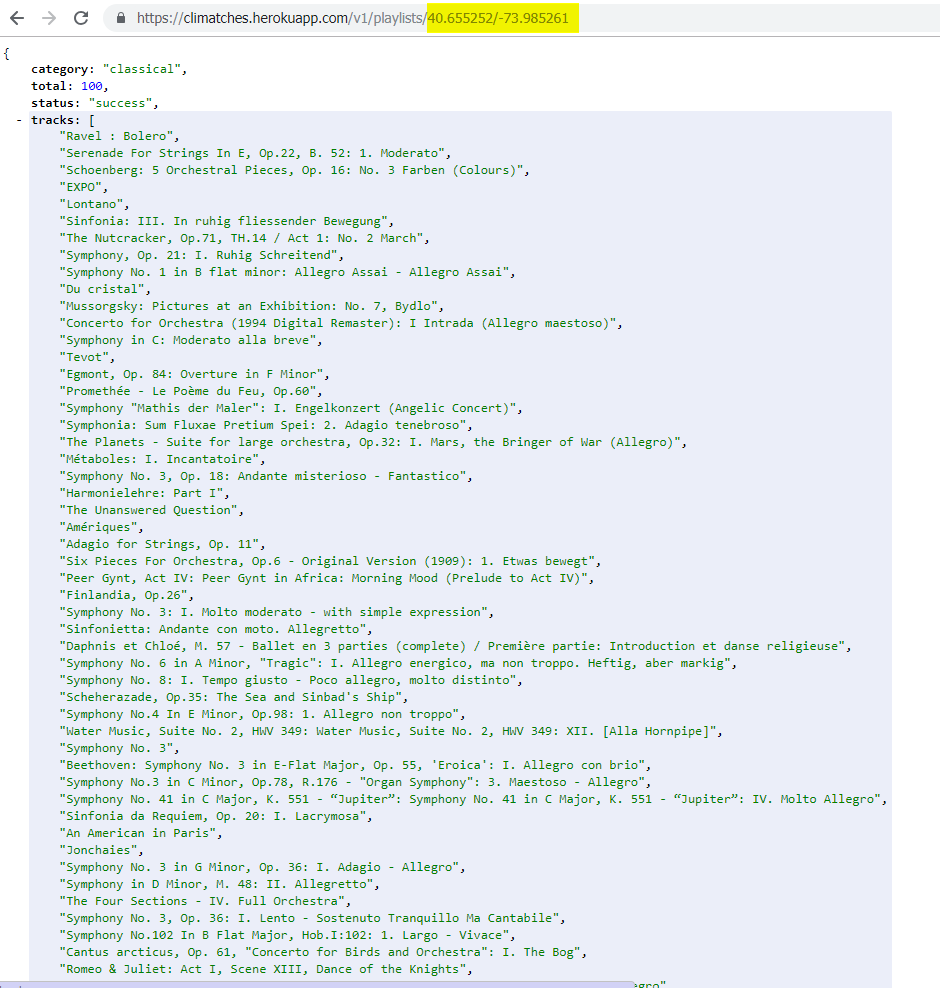 https://climatches.herokuapp.com/v1/playlists/40.655252/-73.985261
{
category: "classical",
total: 100,
status: "success",
- tracks: [
"Ravel : Bolero",
"Serenade For Strings In E, Op.22, B. 52: 1. Moderato",
"Schoenberg: 5 Orchestral Pieces, Op. 16: No. 3 Farben (Colours)",
"EXPO",
"Lontano",
"Sinfonia: III. In ruhig fliessender Bewegung",
"The Nutcracker, Op.71, TH.14 / Act 1: No. 2 March",
"Symphony, Op. 21: I. Ruhig Schreitend",
"Symphony No. 1 in B flat minor: Allegro Assai - Allegro Assai",
"Du cristal",
"Mussorgsky: Pictures at an Exhibition: No. 7, Bydlo",
"Concerto for Orchestra (1994 Digital Remaster): I Intrada (Allegro maestoso)",
"Symphony in C: Moderato alla breve",
"Tevot",
"Egmont, Op. 84: Overture in F Minor",
"Promethée - Le Poème du Feu, Op.60",
"Symphony "Mathis der Maler": I. Engelkonzert (Angelic Concert)",
"Symphonia: Sum Fluxae Pretium Spei: 2. Adagio tenebroso",
"The Planets - Suite for large orchestra, Op.32: I. Mars, the Bringer of War (Allegro)",
"Métaboles: I. Incantatoire",
"Symphony No. 3, Op. 18: Andante misterioso - Fantastico",
"Harmonielehre: Part I",
"The Unanswered Question",
"Amériques",
"Adagio for Strings, Op. 11",
"Six Pieces For Orchestra, Op.6 - Original Version (1909): 1. Etwas bewegt",
"Peer Gynt, Act IV: Peer Gynt in Africa: Morning Mood (Prelude to Act IV)",
"Finlandia, Op.26",
"Symphony No. 3: I. Molto moderato - with simple expression",
"Sinfonietta: Andante con moto. Allegretto",
"Daphnis et Chloé, M. 57 - Ballet en 3 parties (complete) / Première partie: Introduction et danse religieuse",
"Symphony No. 6 in A Minor, "Tragic": I. Allegro energico, ma non troppo. Heftig, aber markig",
"Symphony No. 8: I. Tempo giusto - Poco allegro, molto distinto",
"Scheherazade, Op.35: The Sea and Sinbad's Ship",
"Symphony No.4 In E Minor, Op.98: 1. Allegro non troppo",
"Water Music, Suite No. 2, HWV 349: Water Music, Suite No. 2, HWV 349: XII. [Alla Hornpipe]",
"Symphony No. 3",
"Beethoven: Symphony No. 3 in E-Flat Major, Op. 55, 'Eroica': I. Allegro con brio",
"Symphony No.3 in C Minor, Op.78, R.176 - "Organ Symphony": 3. Maestoso - Allegro",
"Symphony No. 41 in C Major, K. 551 - “Jupiter”: Symphony No. 41 in C Major, K. 551 - “Jupiter”: IV. Molto Allegro",
"Sinfonia da Requiem, Op. 20: I. Lacrymosa",
"An American in Paris",
"Jonchaies",
"Symphony No. 3 in G Minor, Op. 36: I. Adagio - Allegro",
"Symphony in D Minor, M. 48: II. Allegretto",
"The Four Sections - IV. Full Orchestra",
"Symphony No. 3, Op. 36: I. Lento - Sostenuto Tranquillo Ma Cantabile",
"Symphony No.102 In B Flat Major, Hob.I:102: 1. Largo - Vivace",
"Cantus arcticus, Op. 61, "Concerto for Birds and Orchestra": I. The Bog",
"Romeo & Juliet: Act I, Scene XIII, Dance of the Knights",